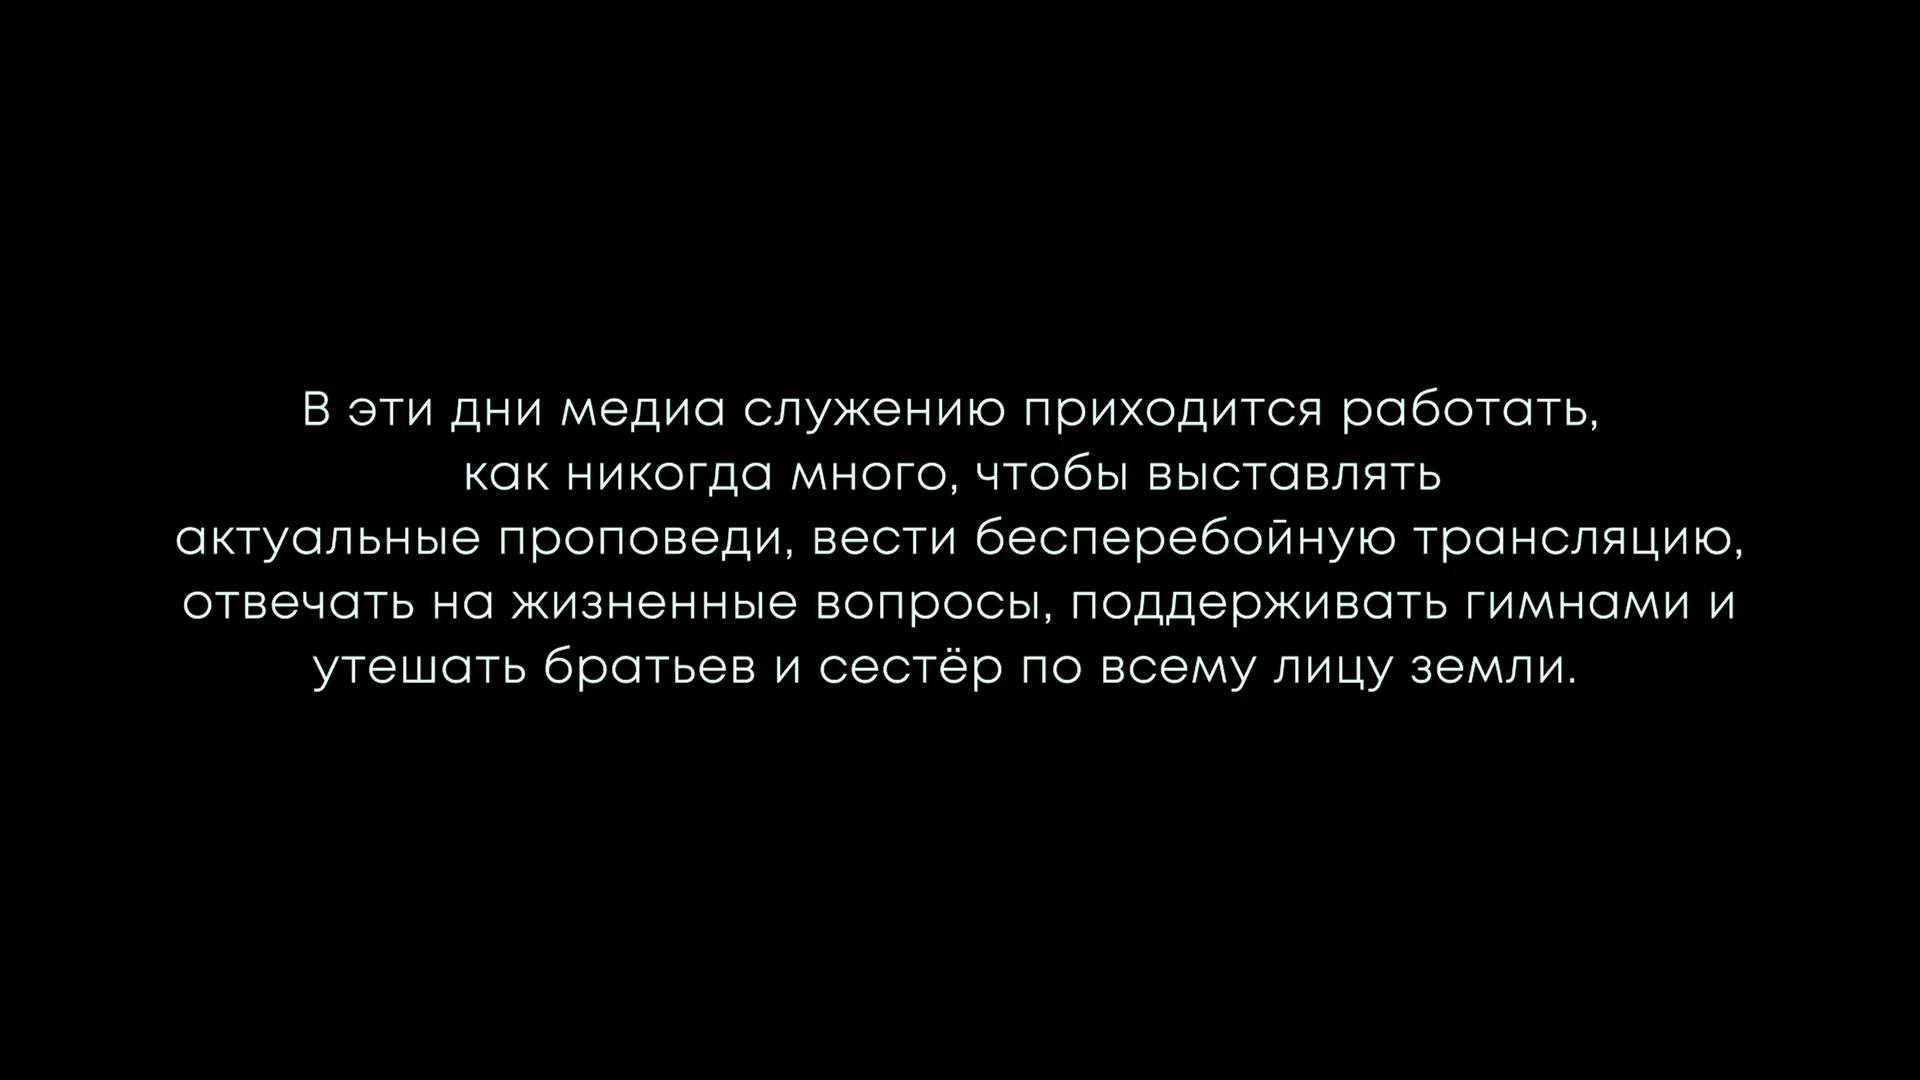 В эти дни медиа служению приходится работать,
как никогда много, чтобы выставлять
актуальные проповеди, вести бесперебойную трансляцию,
отвечать на жизненные вопросы, поддерживать гимнами и
утешать братьев и сестёр по всему лицу земли.